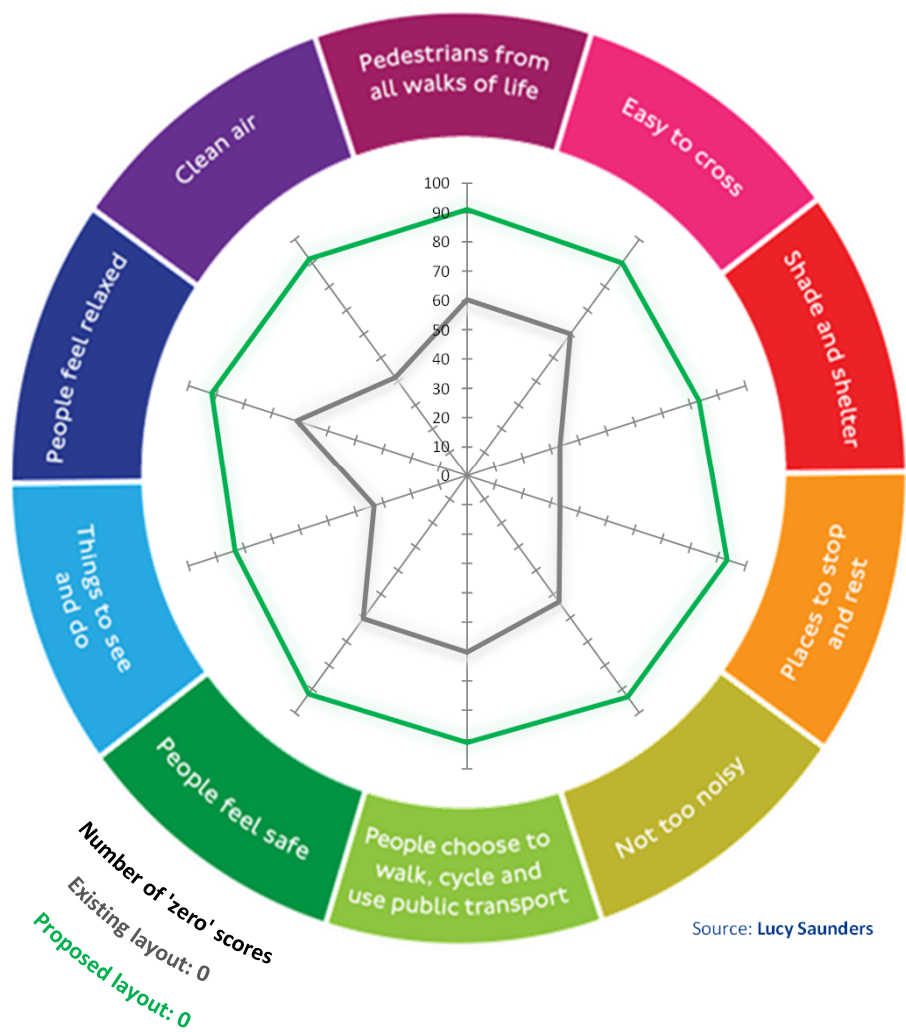 Pedestrians from
all walks of life
Easy to cross
Shade and shelter
Places to stop
and rest
Not too noisy
People choose to
walk, cycle and
use public transport
People feel safe
Things to see
and do
People feel relaxed
Clean air
100
90
80
70
60
50
40
30
20
10
0
Number of 'zero' scores
Existing layout: 0
Proposed layout: 0
Source: Lucy Saunders